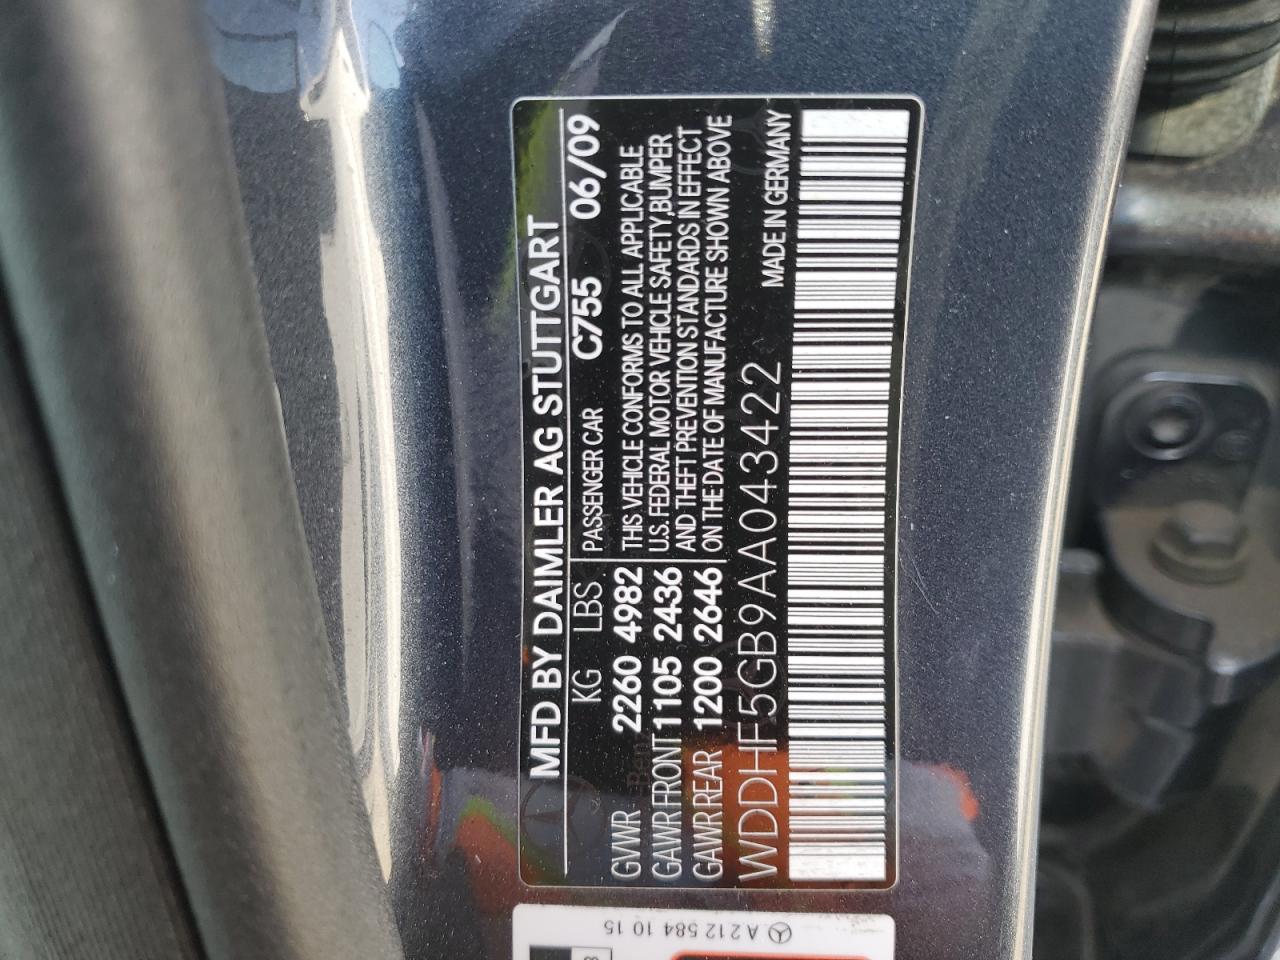 MFD BY DAIMLER AG STUTTGART
KG LBS PASSENGER CAR C755 06/09
GVWR 2260 4982 THIS VEHICLE CONFORMS TO ALL APPLICABLE
GAWR FRONT 1105 2436 U.S. FEDERAL MOTOR VEHICLE SAFETY,BUMPER
GAWR REAR 1200 2646 AND THEFT PREVENTION STANDARDS IN EFFECT
ON THE DATE OF MANUFACTURE SHOWN ABOVE
WDDHF5GB9AA043422 MADE IN GERMANY
A 212 584 10 15